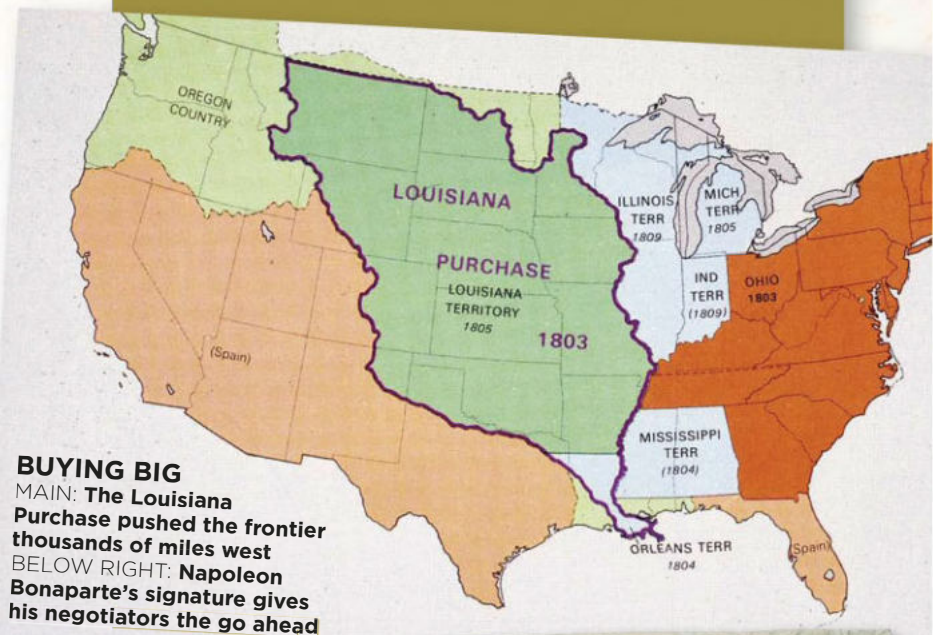 OREGON
COUNTRY
LOUISIANA
PURCHASE
LOUISIANA
TERRITORY
1805
1803
ILLINOIS
TERR
1809
MICH
TERR
1805
IND
TERR
(1809)
OHIO
1803
(Spain)
MISSISSIPPI
TERR
(1804)
ORLEANS TERR
1804
(Spain)
BUYING BIG
MAIN: The Louisiana
Purchase pushed the frontier
thousands of miles west
BELOW RIGHT: Napoleon
Bonaparte's signature gives
his negotiators the go ahead